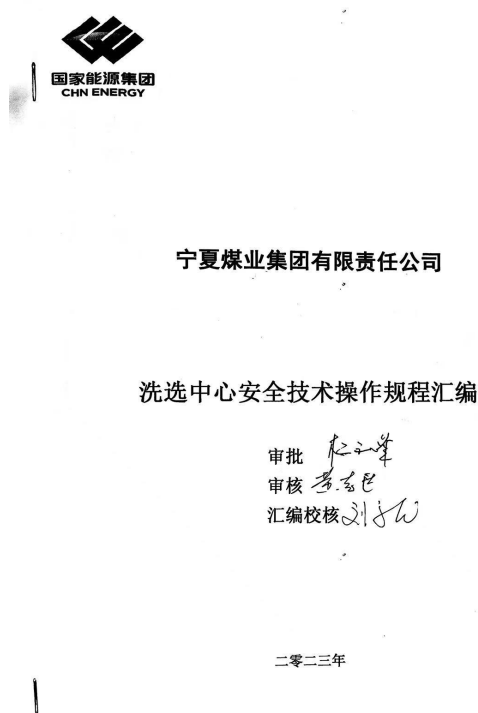 国家能源集团
CHN ENERGY
宁夏煤业集团有限责任公司
洗选中心安全技术操作规程汇编
审批
审核
汇编校核 刘
二零二三年